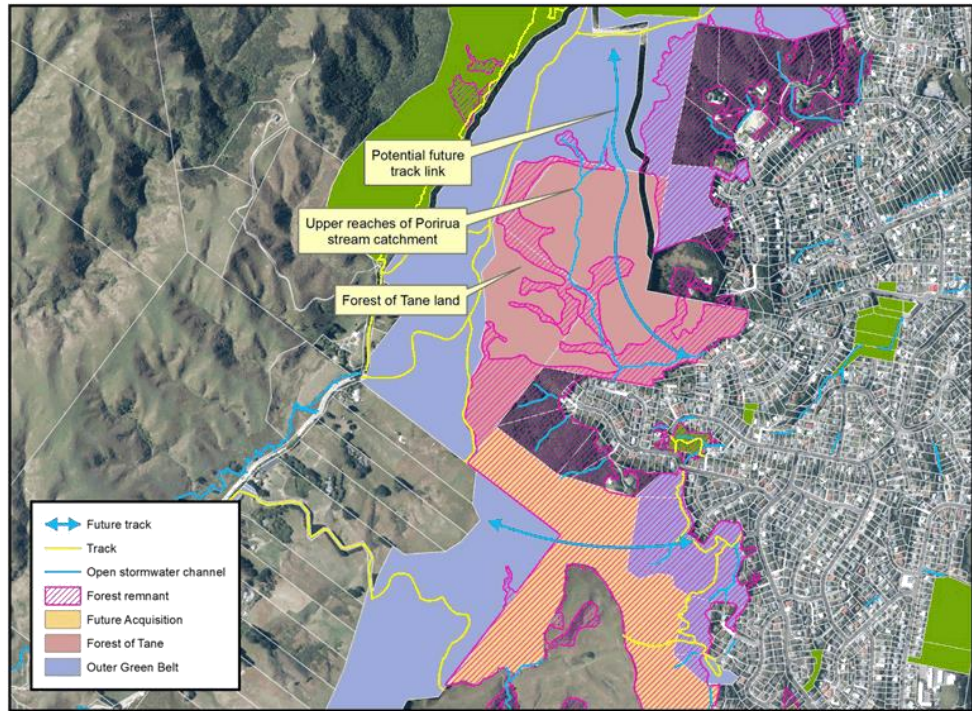 Potential future
track link
Upper reaches of Porirua
stream catchment
Forest of Tane land
Future track
Track
Open stormwater channel
Forest remnant
Future Acquisition
Forest of Tane
Outer Green Belt